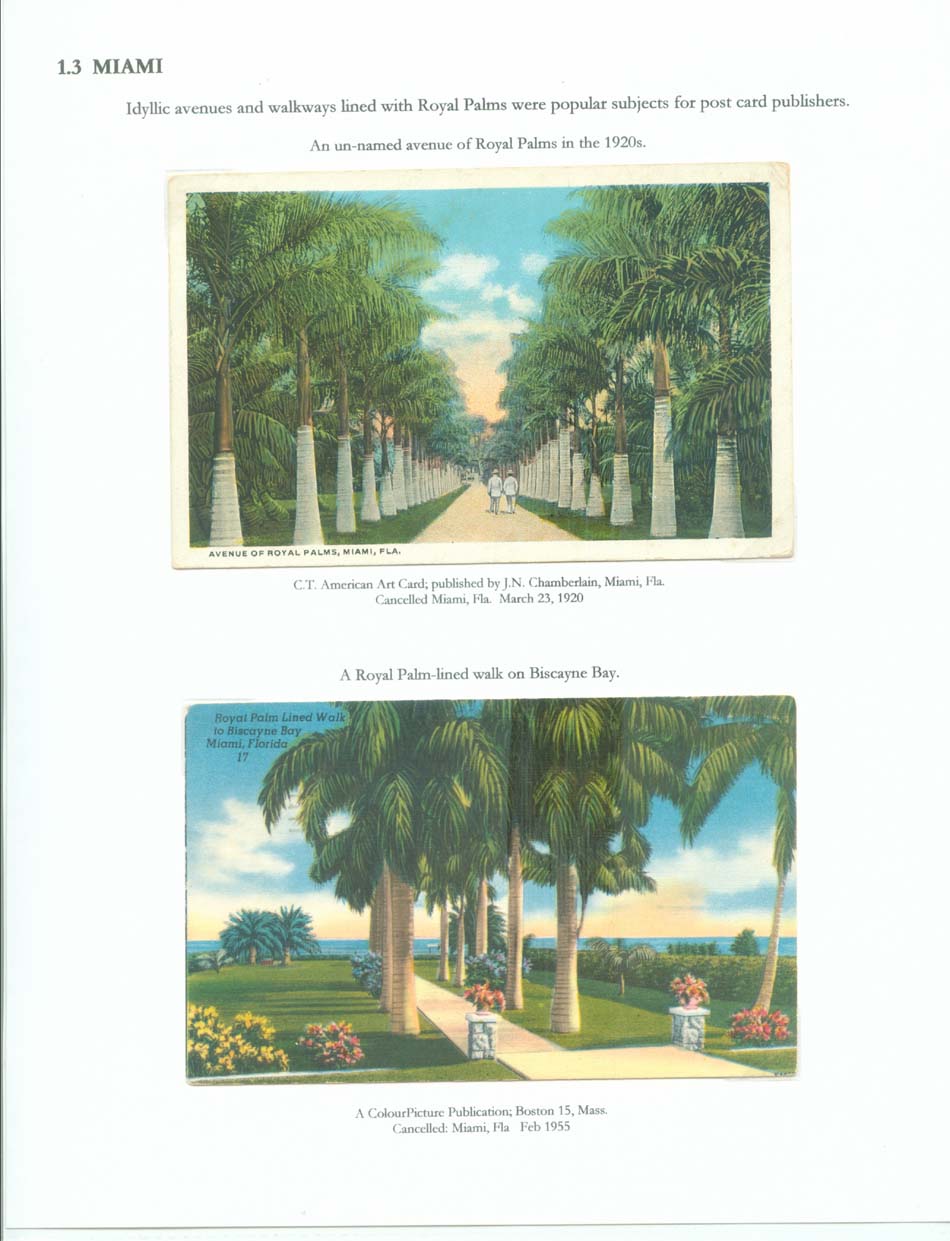 1.3 MIAMI
Idyllic avenues and walkways lined with Royal Palms were popular subjects for post card publishers.
An un-named avenue of Royal Palms in the 1920s.
AVENUE OF ROYAL PALMS, MIAMI, FLA.
C.T. American Art Card; published by J.N. Chamberlain, Miami, Fla.
Cancelled Miami, Fla. March 23, 1920
A Royal Palm-lined walk on Biscayne Bay.
Royal Palm Lined Walk
to Biscayne Bay
Miami, Florida
17
A ColourPicture Publication; Boston 15, Mass.
Cancelled: Miami, Fla Feb 1955